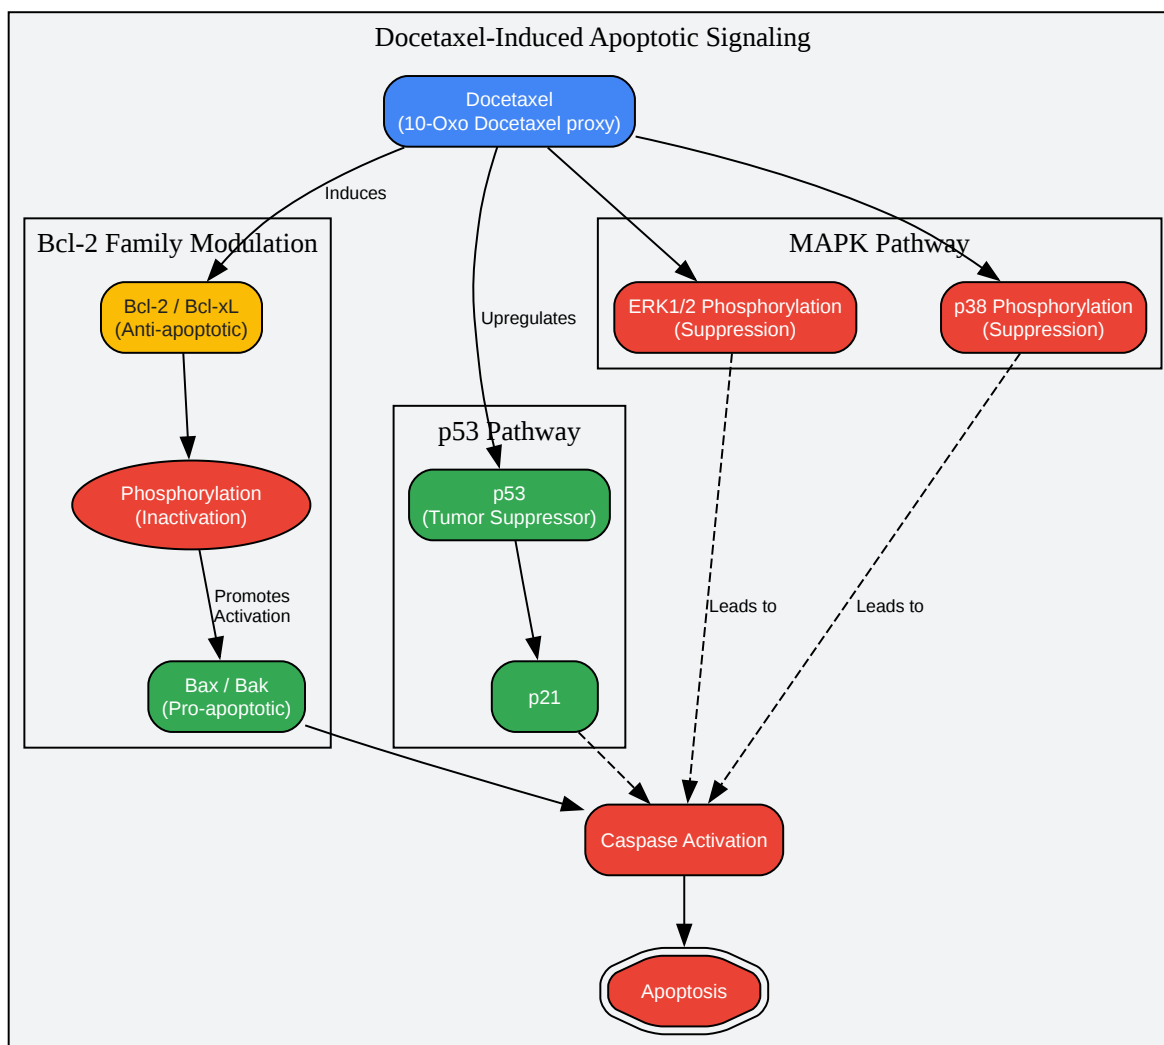 Docetaxel-Induced Apoptotic Signaling
Docetaxel
(10-Oxo Docetaxel proxy)
Induces
Bcl-2 Family Modulation
MAPK Pathway
Bcl-2 / Bcl-xL
(Anti-apoptotic)
Upregulates
ERK1/2 Phosphorylation
(Suppression)
p38 Phosphorylation
(Suppression)
p53 Pathway
Phosphorylation
(Inactivation)
p53
(Tumor Suppressor)
Promotes
Activation
Leads to
Leads to
Bax / Bak
(Pro-apoptotic)
p21
Caspase Activation
Apoptosis